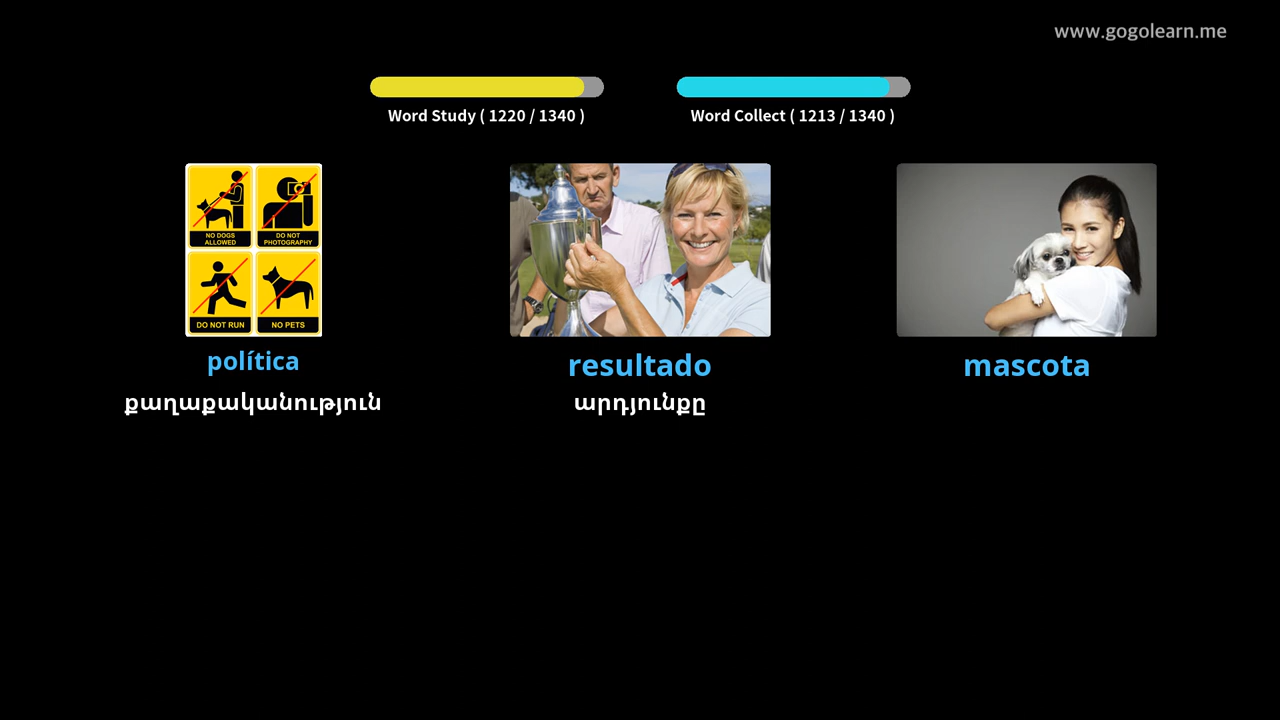 www.gogolearn.me
Word Study ( 1220 / 1340 )
Word Collect ( 1213 / 1340 )
NO DOGS
ALLOWED
DO NOT
PHOTOGRAPHY
DO NOT RUN
NO PETS
política
resultado
mascota
քաղաքականություն
արդյունքը